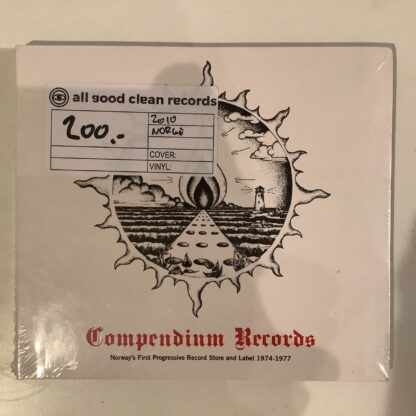 all good clean records
200.-
2010
NORGE
COVER:
VINYL:
Compendium Records
Norway's First Progressive Record Store and Label 1974-1977